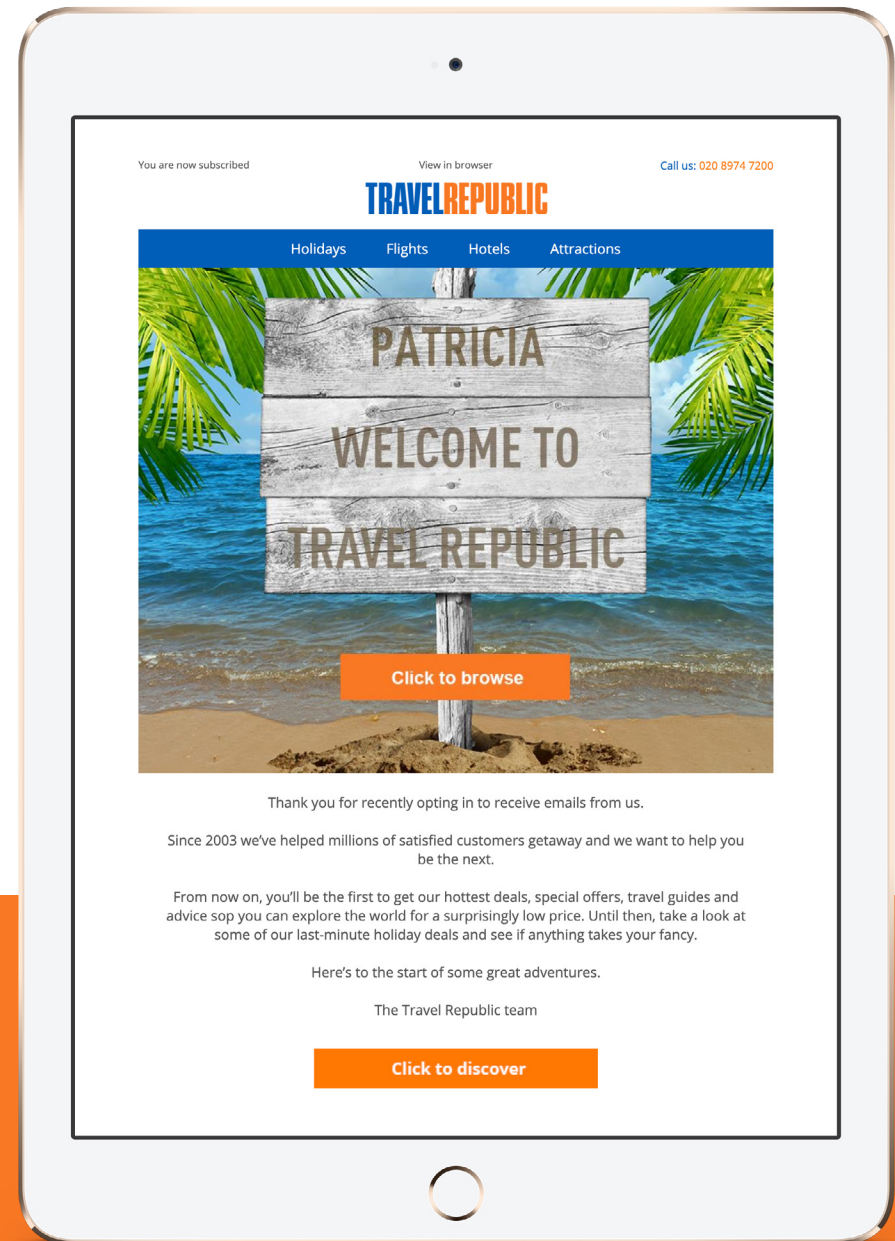 You are now subscribed
View in browser
Call us: 020 8974 7200
TRAVELREPUBLIC
Holidays Flights Hotels Attractions
PATRICIA
WELCOME TO
TRAVEL REPUBLIC
Click to browse
Thank you for recently opting in to receive emails from us.
Since 2003 we’ve helped millions of satisfied customers getaway and we want to help you
be the next.
From now on, you’ll be the first to get our hottest deals, special offers, travel guides and
advice sop you can explore the world for a surprisingly low price. Until then, take a look at
some of our last-minute holiday deals and see if anything takes your fancy.
Here’s to the start of some great adventures.
The Travel Republic team
Click to discover